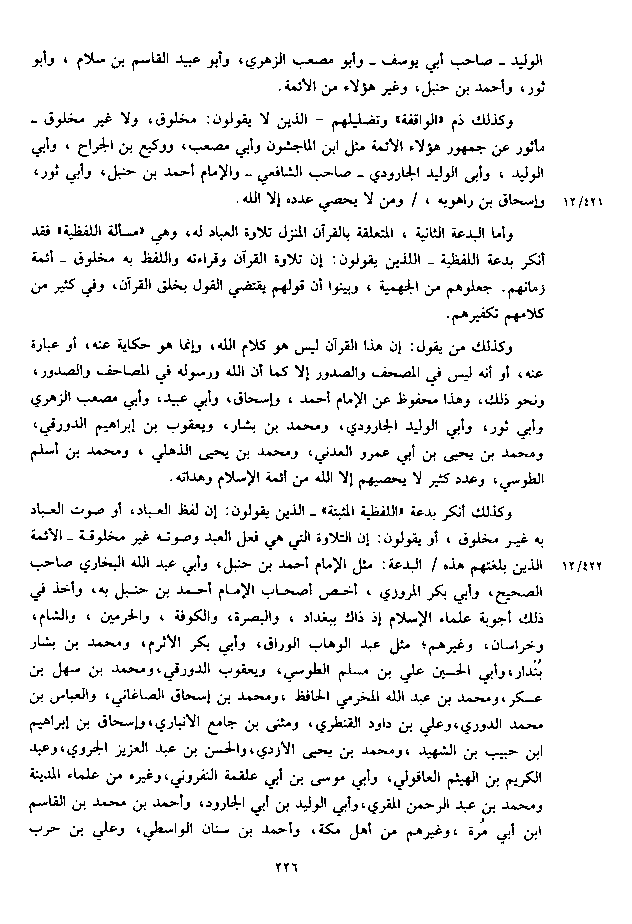 الوليد ـ صاحب أبي يوسف ـ وأبو مصعب الزهري، وأبو عبيد القاسم بن سلام ، وأبو
ثور، وأحمد بن حنبل، وغير هؤلاء من الأئمة.
وكذلك ذم «الواقفة» وتضليلهم – الذين لا يقولون: مخلوق، ولا غير مخلوق ـ
مأثور عن جمهور هؤلاء الأئمة مثل ابن الماجشون وأبي مصعب، ووكيع بن الجراح ، وأبي
الوليد ، وأبى الوليد الجارودي ـ صاحب الشافعي ـ والإمام أحمد بن حنبل، وأبي ثور،
١٢/٤٢١ وإسحاق بن راهويه ، / ومن لا يحصي عدده إلا الله.
وأما البدعة الثانية ، المتعلقة بالقرآن المنزل تلاوة العباد له، وهي «مسألة اللفظية» فقد
أنكر بدعة اللفظية ـ اللذين يقولون: إن تلاوة القرآن وقراءته واللفظ به مخلوق ـ أئمة
زمانهم. جعلوهم من الجهمية ، وبينوا أن قولهم يقتضي القول بخلق القرآن، وفي كثير من
كلامهم تكفيرهم.
وكذلك من يقول: إن هذا القرآن ليس هو كلام الله، وإنما هو حكاية عنه، أو عبارة
عنه، أو أنه ليس في المصحف والصدور إلا كما أن الله ورسوله في المصاحف والصدور،
ونحو ذلك، وهذا محفوظ عن الإمام أحمد ، وإسحاق، وأبي عبيد، وأبي مصعب الزهري
وأبي ثور، وأبي الوليد الجارودي، ومحمد بن بشار، ويعقوب بن إبراهيم الدورقي،
ومحمد بن يحيى بن أبي عمرو العدني، ومحمد بن يحيى الذهلي ، ومحمد بن أسلم
الطوسي، وعدد كثير لا يحصيهم إلا الله من أئمة الإسلام وهداته.
وكذلك أنكر بدعة «اللفظية المثبتة» ـ الذين يقولون: إن لفظ العباد، أو صوت العباد
به غير مخلوق ، أو يقولون: إن التلاوة التي هي فعل العبد وصوته غير مخلوقة ـ الأئمة
١٢/٤٢٢ الذين بلغتهم هذه / البدعة: مثل الإمام أحمد بن حنبل، وأبي عبد الله البخاري صاحب
الصحيح، وأبي بكر المروزي ، أخص أصحاب الإمام أحمد بن حنبل به، وأخذ في
ذلك أجوبة علماء الإسلام إذ ذاك ببغداد ، والبصرة، والكوفة ، والحرمين ، والشام،
وخراسان، وغيرهم؛ مثل عبد الوهاب الوراق، وأبي بكر الأثرم، ومحمد بن بشار
بُنْدار، وأبي الحسين علي بن مسلم الطوسي، ويعقوب الدورقي، ومحمد بن سهل بن
عسكر، ومحمد بن عبد الله المخرمي الحافظ ، ومحمد بن إسحاق الصاغاني، والعباس بن
محمد الدوري، وعلي بن داود القنطري، ومثنى بن جامع الأنباري، وإسحاق بن إبراهيم
ابن حبيب بن الشهيد ، ومحمد بن يحيى الأزدي، والحسن بن عبد العزيز الجروي، وعبد
الكريم بن الهيثم العاقولي، وأبي موسى بن أبي علقمة النفروني، وغيره من علماء المدينة
ومحمد بن عبد الرحمن المقري، وأبي الوليد بن أبي الجارود، وأحمد بن محمد بن القاسم
ابن أبي مُرة ، وغيرهم من أهل مكة، وأحمد بن سنان الواسطي، وعلي بن حرب
٢٢٦